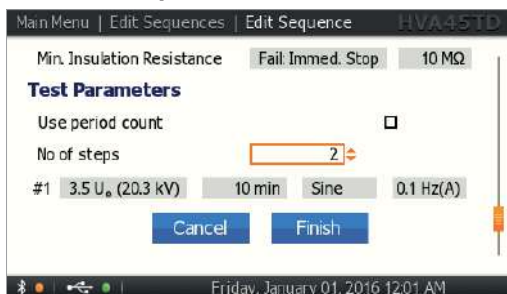 Main Menu | Edit Sequences | Edit Sequence HVA45TD
Min. Insulation Resistance Fail: Immed. Stop 10 MΩ
Test Parameters
Use period count
No of steps 2
#1 3.5 U₀ (20.3 kV) 10 min Sine 0.1 Hz(A)
Cancel Finish
Friday, January 01, 2016 12:01 AM